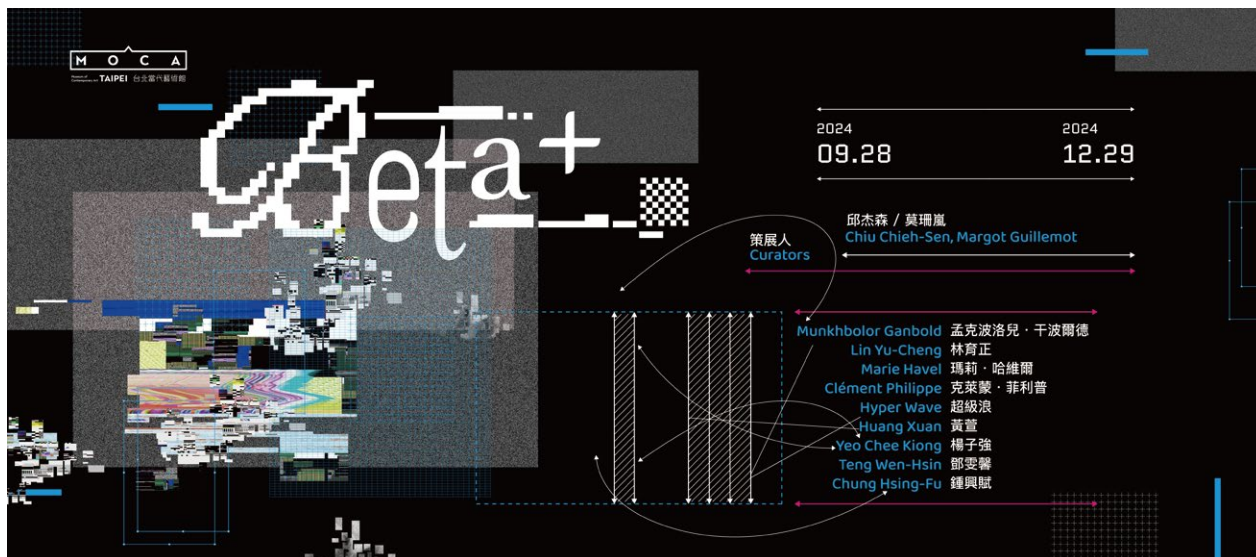 MOCA
Museum of
Contemporary Art TAIPEI 台北當代藝術館
Beta+
2024
09.28
2024
12.29
策展人
Curators
邱杰森 / 莫珊嵐
Chiu Chieh-Sen, Margot Guillemot
Munkhbolor Ganbold 孟克波洛兒・干波爾德
Lin Yu-Cheng 林育正
Marie Havel 瑪莉・哈維爾
Clément Philippe 克萊蒙・菲利普
Hyper Wave 超級浪
Huang Xuan 黃萱
Yeo Chee Kiong 楊子強
Teng Wen-Hsin 鄧雯馨
Chung Hsing-Fu 鍾興賦